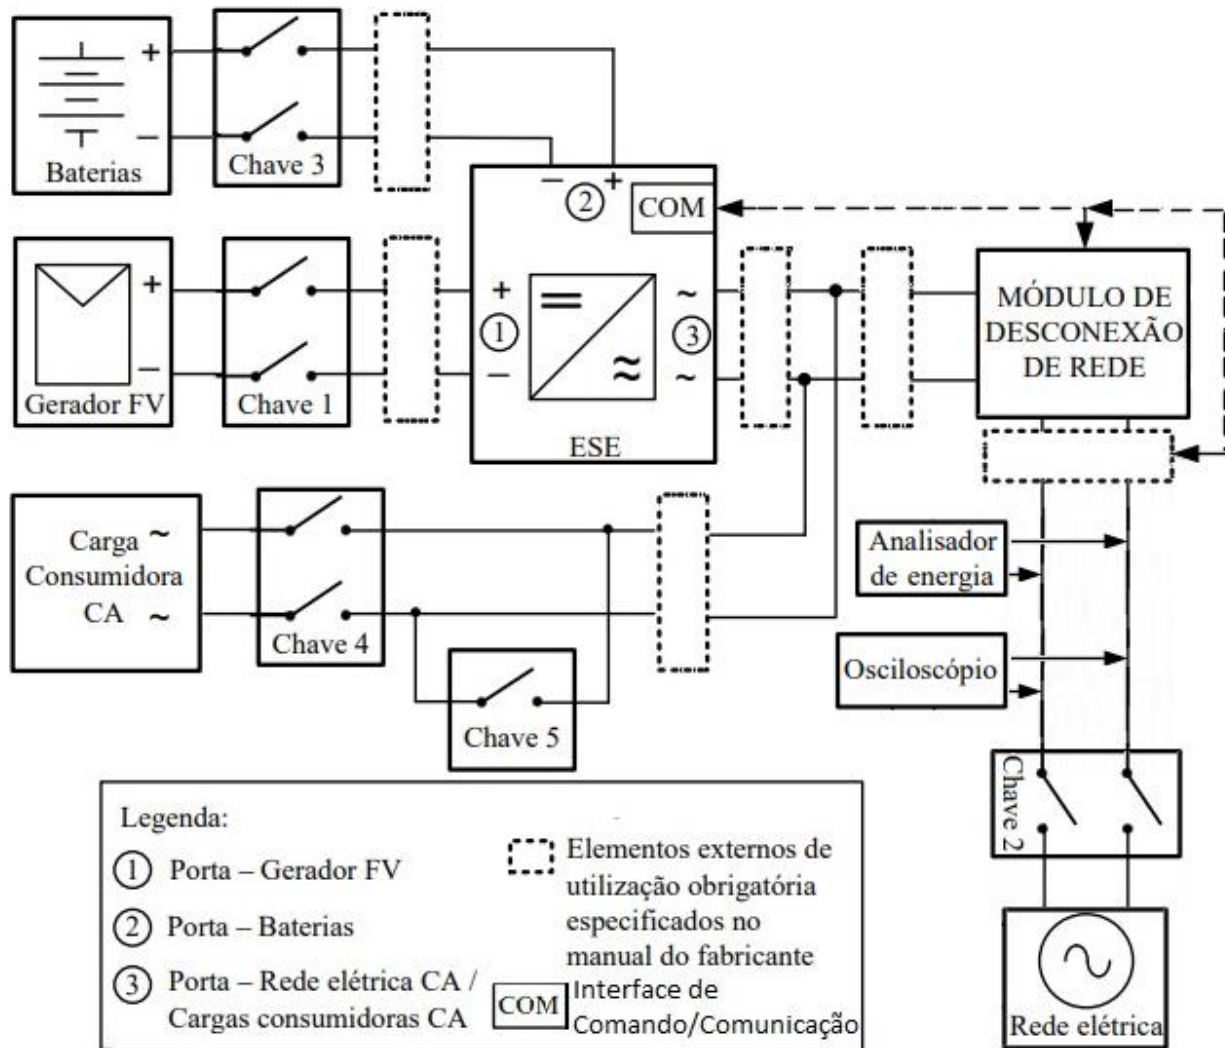 +
−
Baterias
Chave 3
− ② +
COM
+
−
Gerador FV
Chave 1
+
①
−
=
≈
~
③
~
ESE
MÓDULO DE
DESCONEXÃO
DE REDE
Carga ~
Consumidora
CA ~
Chave 4
Chave 5
Analisador
de energia
Osciloscópio
Chave 2
Rede elétrica
Legenda:
① Porta – Gerador FV
② Porta – Baterias
③ Porta – Rede elétrica CA /
Cargas consumidoras CA
Elementos externos de
utilização obrigatória
especificados no
manual do fabricante
COM Interface de
Comando/Comunicação